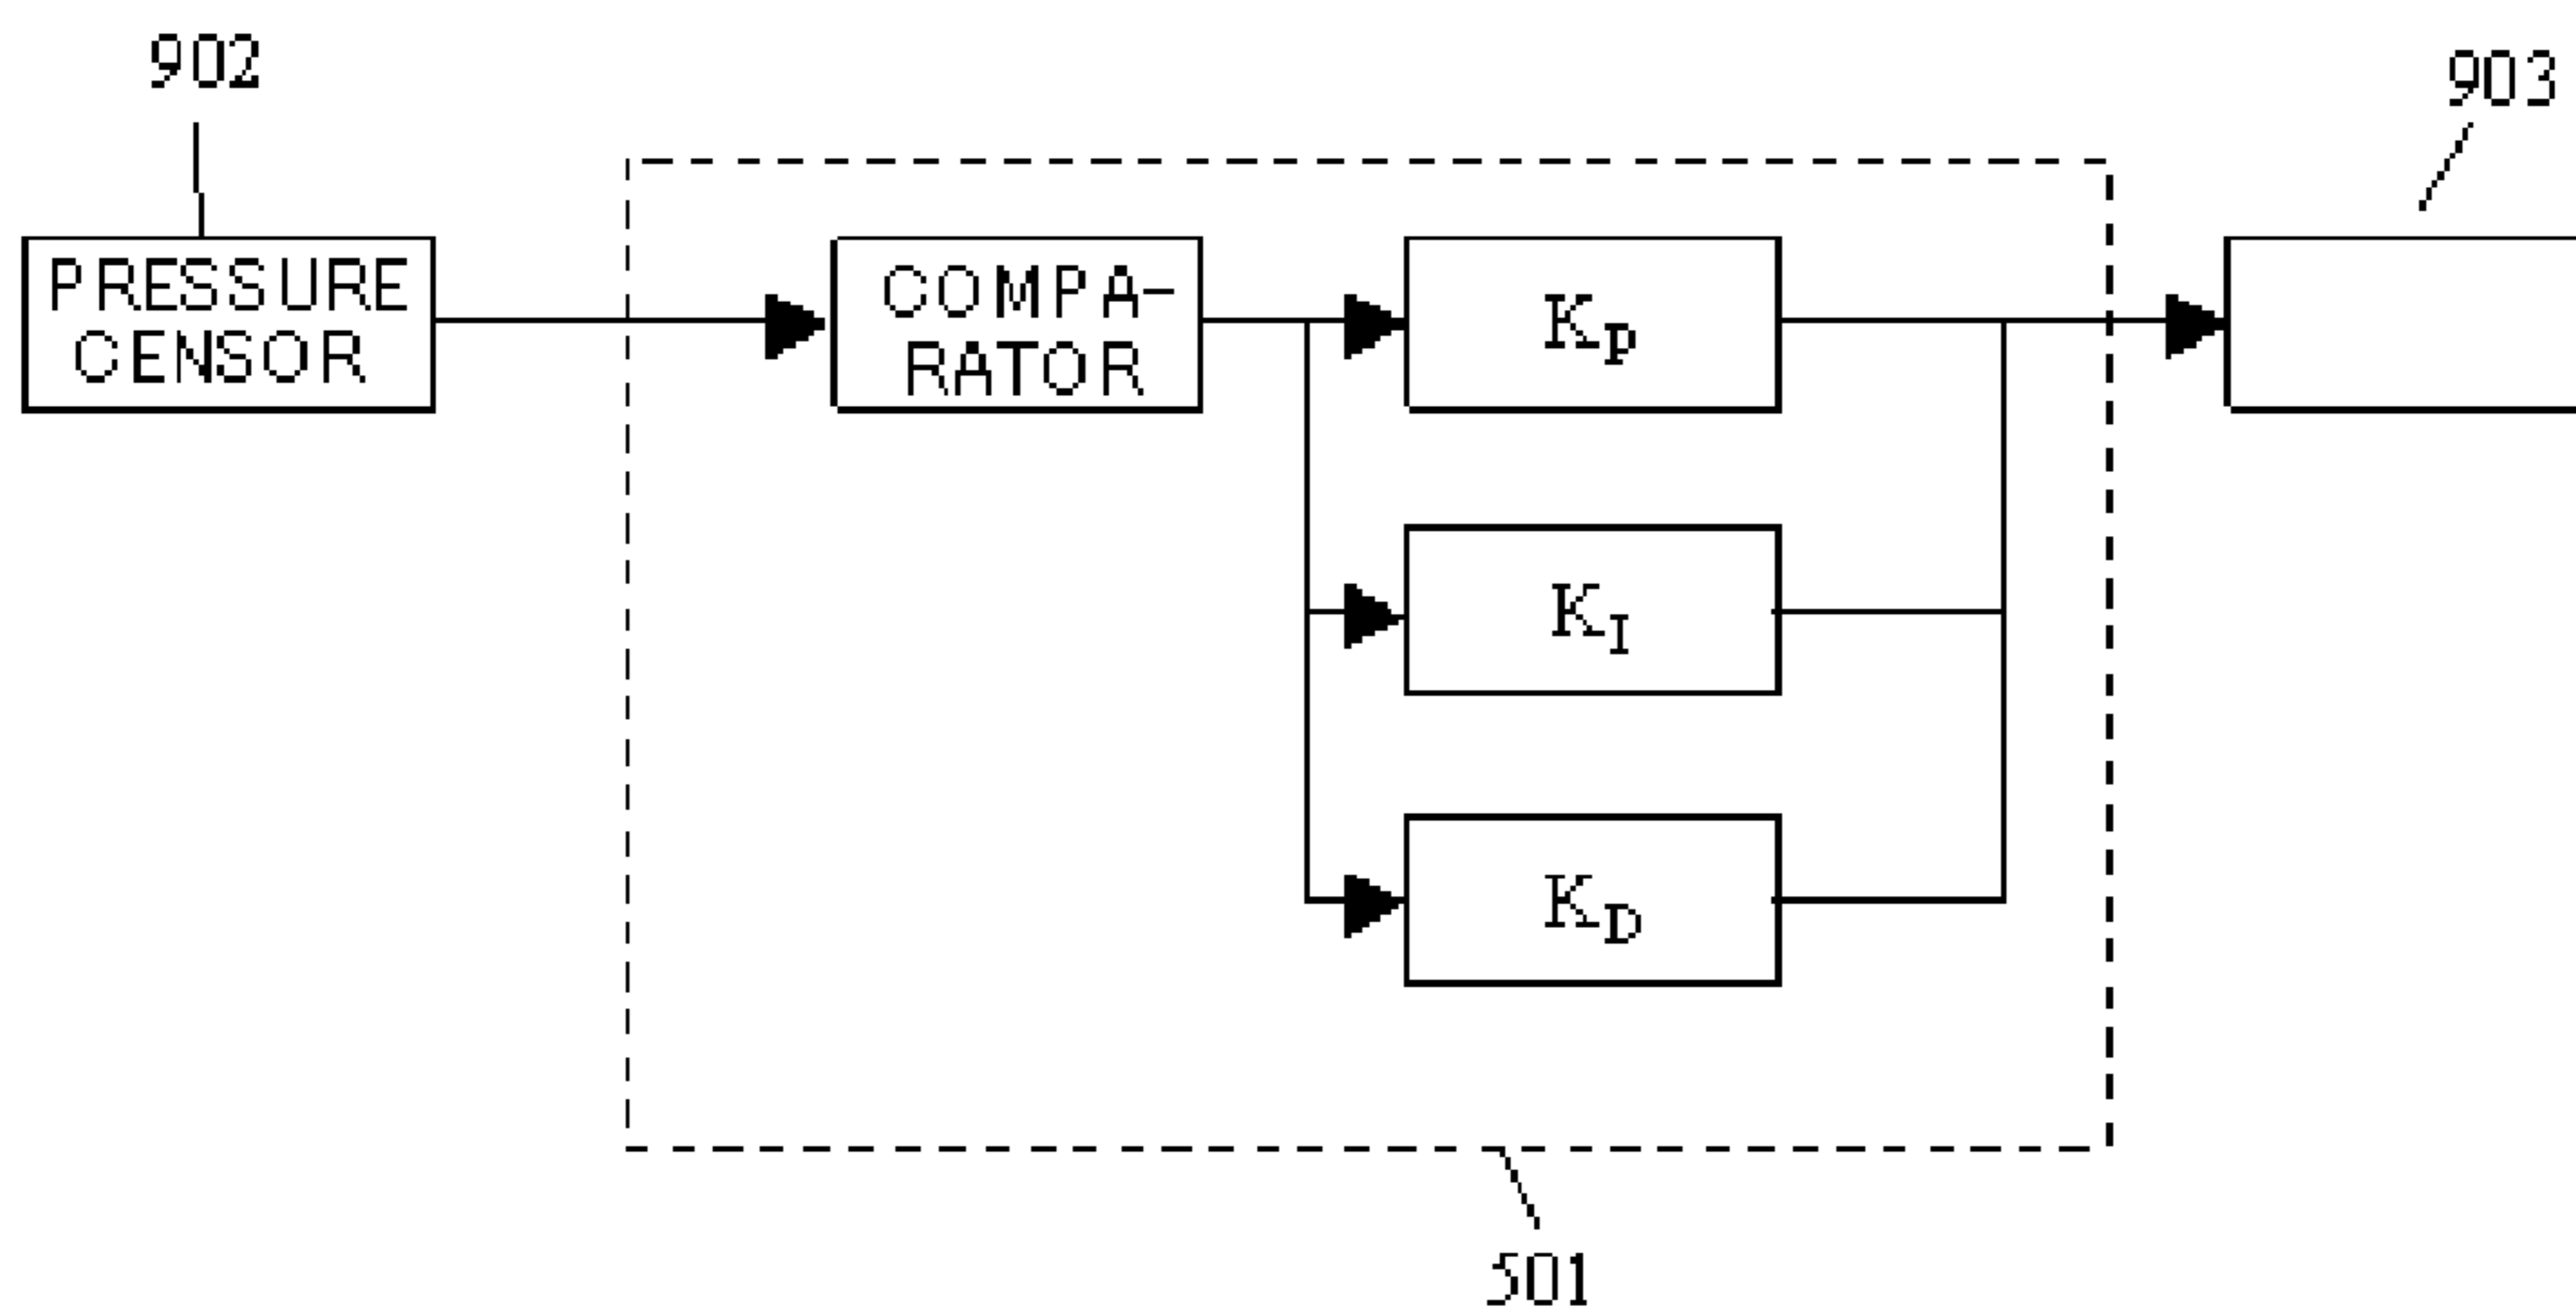 902
903
PRESSURE
CENSOR
COMPA-
RATOR
Kp
KI
KD
501